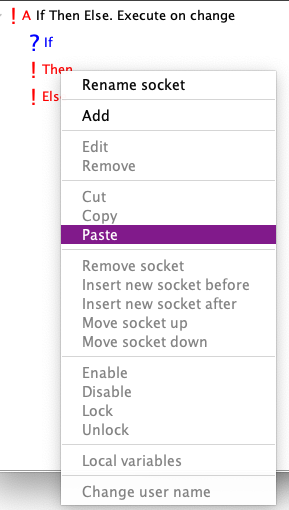 ! A If Then Else. Execute on change
? If
! Then
! Els
Rename socket
Add
Edit
Remove
Cut
Copy
Paste
Remove socket
Insert new socket before
Insert new socket after
Move socket up
Move socket down
Enable
Disable
Lock
Unlock
Local variables
Change user name